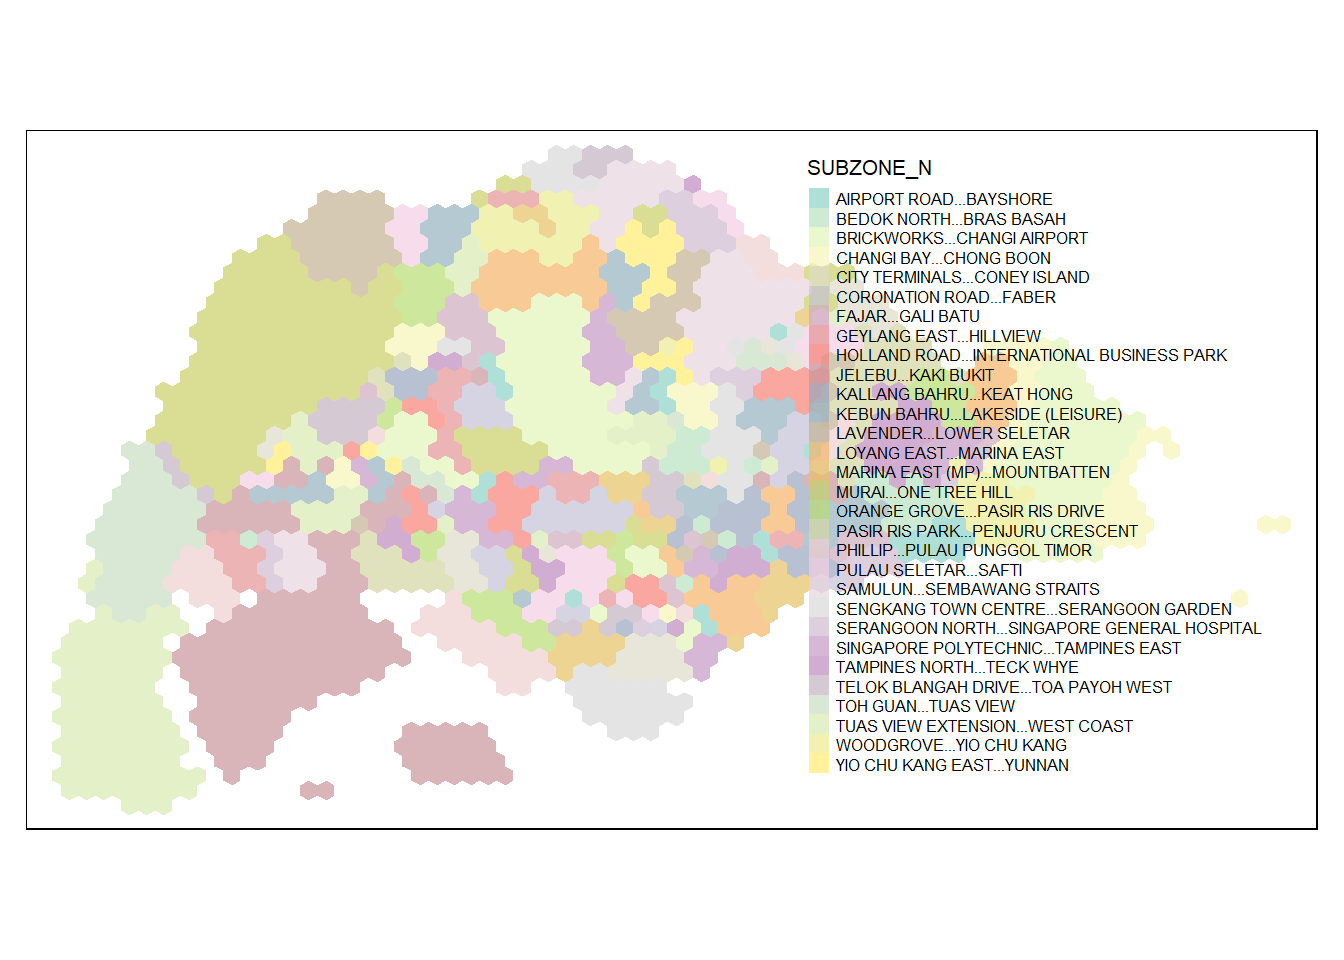 SUBZONE_N
AIRPORT ROAD...BAYSHORE
BEDOK NORTH...BRAS BASAH
BRICKWORKS...CHANGI AIRPORT
CHANGI BAY...CHONG BOON
CITY TERMINALS...CONEY ISLAND
CORONATION ROAD...FABER
FAJAR...GALI BATU
GEYLANG EAST...HILLVIEW
HOLLAND ROAD...INTERNATIONAL BUSINESS PARK
JELEBU...KAKI BUKIT
KALLANG BAHRU...KEAT HONG
KEBUN BAHRU...LAKESIDE (LEISURE)
LAVENDER...LOWER SELETAR
LOYANG EAST...MARINA EAST
MARINA EAST (MP)...MOUNTBATTEN
MURAI...ONE TREE HILL
ORANGE GROVE...PASIR RIS DRIVE
PASIR RIS PARK...PENJURU CRESCENT
PHILLIP...PULAU PUNGGOL TIMOR
PULAU SELETAR...SAFTI
SAMULUN...SEMBAWANG STRAITS
SENGKANG TOWN CENTRE...SERANGOON GARDEN
SERANGOON NORTH...SINGAPORE GENERAL HOSPITAL
SINGAPORE POLYTECHNIC...TAMPINES EAST
TAMPINES NORTH...TECK WHYE
TELOK BLANGAH DRIVE...TOA PAYOH WEST
TOH GUAN...TUAS VIEW
TUAS VIEW EXTENSION...WEST COAST
WOODGROVE...YIO CHU KANG
YIO CHU KANG EAST...YUNNAN